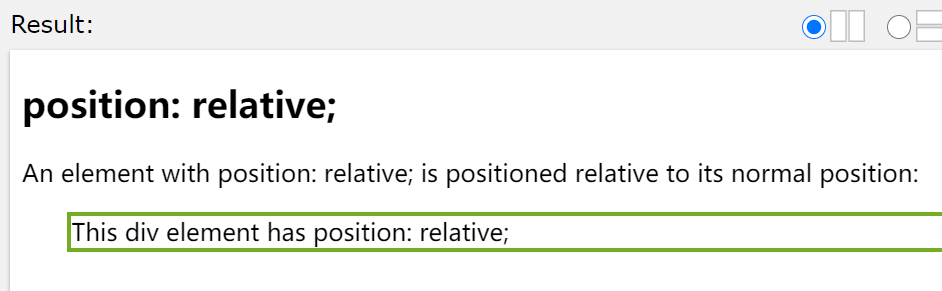 Result:
position: relative;
An element with position: relative; is positioned relative to its normal position:
This div element has position: relative;